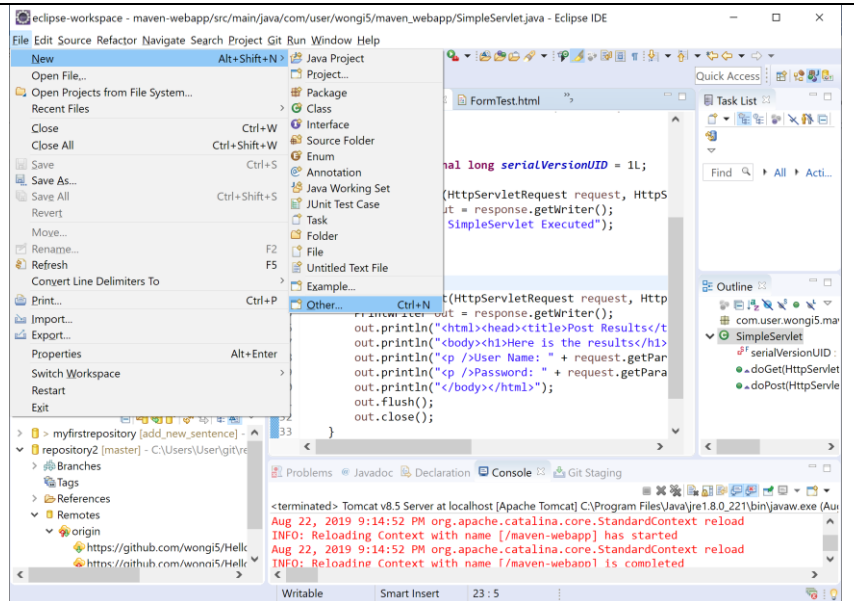 eclipse-workspace - maven-webapp/src/main/java/com/user/wongi5/maven_webapp/SimpleServlet.java - Eclipse IDE
File Edit Source Refactor Navigate Search Project Git Run Window Help
New Alt+Shift+N >
Open File...
Open Projects from File System...
Recent Files >
Close Ctrl+W
Close All Ctrl+Shift+W
Save Ctrl+S
Save As...
Save All Ctrl+Shift+S
Revert
Move...
Rename... F2
Refresh F5
Convert Line Delimiters To >
Print... Ctrl+P
Import...
Export...
Properties Alt+Enter
Switch Workspace >
Restart
Exit
Java Project
Project...
Package
Class
Interface
Source Folder
Enum
Annotation
Java Working Set
JUnit Test Case
Task
Folder
File
Untitled Text File
Example...
Other... Ctrl+N
Quick Access
FormTest.html
nal long serialVersionUID = 1L;
(HttpServletRequest request, HttpS
ut = response.getWriter();
SimpleServlet Executed");
t(HttpServletRequest request, Http
PrintWriter out = response.getWriter();
out.println("<html><head><title>Post Results</t
out.println("<body><h1>Here is the results</h1>
out.println("<p />User Name: " + request.getPar
out.println("<p />Password: " + request.getPara
out.println("</body></html>");
out.flush();
32 out.close();
33 }
Task List
Find All Acti...
Outline
com.user.wongi5.ma
SimpleServlet
serialVersionUID :
doGet(HttpServlet
doPost(HttpServle
> myfirstrepository [add_new_sentence] -
repository2 [master] - C:\Users\User\git\re
Branches
Tags
References
Remotes
origin
https://github.com/wongi5/Hellc
https://github.com/wongi5/Hellc
Problems Javadoc Declaration Console Git Staging
<terminated> Tomcat v8.5 Server at localhost [Apache Tomcat] C:\Program Files\Java\jre1.8.0_221\bin\javaw.exe (Au
Aug 22, 2019 9:14:52 PM org.apache.catalina.core.StandardContext reload
INFO: Reloading Context with name [/maven-webapp] has started
Aug 22, 2019 9:14:52 PM org.apache.catalina.core.StandardContext reload
INFO: Reloading Context with name [/maven-webapp] is completed
Writable Smart Insert 23 : 5